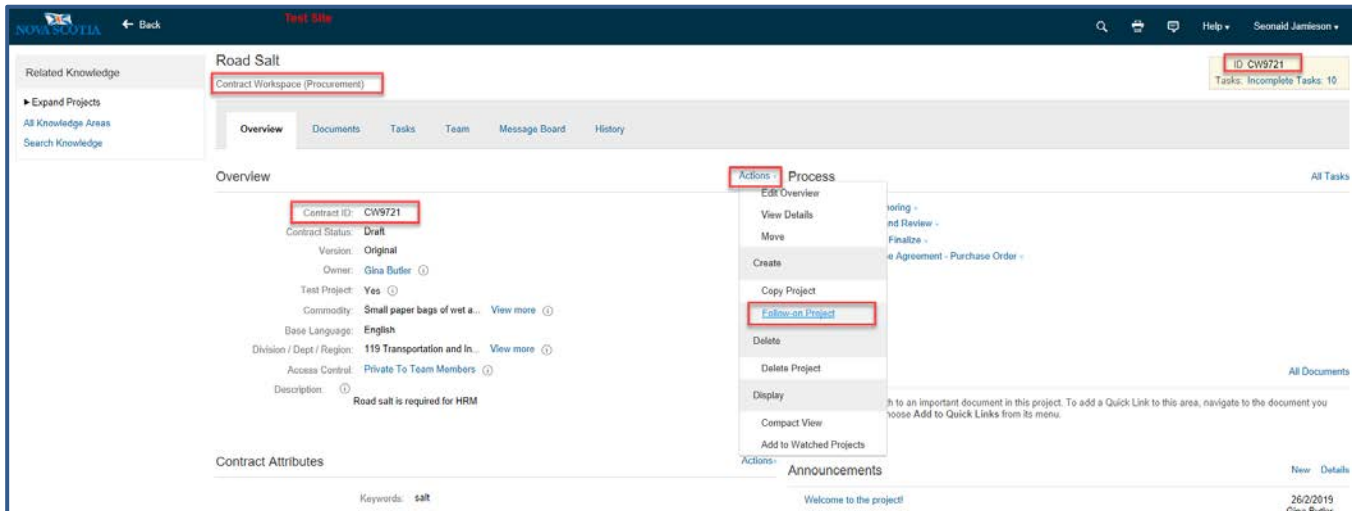 NOVA SCOTIA
← Back
Test Site
Help ▾
Seonaid Jamieson ▾
Related Knowledge
► Expand Projects
All Knowledge Areas
Search Knowledge
Road Salt
Contract Workspace (Procurement)
ID CW9721
Tasks: Incomplete Tasks: 10
Overview Documents Tasks Team Message Board History
Overview
Actions
Contract ID: CW9721
Contract Status: Draft
Version: Original
Owner: Gina Butler
Test Project: Yes
Commodity: Small paper bags of wet a... View more
Base Language: English
Division / Dept / Region: 119 Transportation and In... View more
Access Control: Private To Team Members
Description:
Road salt is required for HRM
Edit Overview
View Details
Move
Create
Copy Project
Follow-on Project
Delete
Delete Project
Display
Compact View
Add to Watched Projects
Process
All Tasks
horing
nd Review
Finalize
e Agreement - Purchase Order
All Documents
th to an important document in this project. To add a Quick Link to this area, navigate to the document you
hoose Add to Quick Links from its menu.
Contract Attributes
Actions
Keywords: salt
Announcements
New Details
Welcome to the project!
26/2/2019
Gina Butler